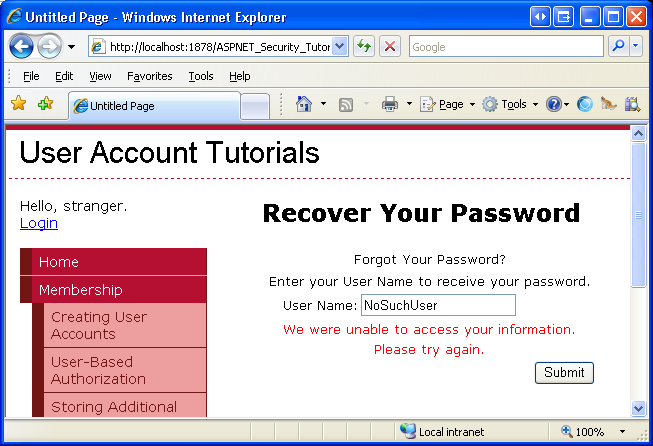 Untitled Page - Windows Internet Explorer
http://localhost:1878/ASPNET_Security_Tutor
Google
File Edit View Favorites Tools Help
Untitled Page
Page Tools
User Account Tutorials
Hello, stranger.
Login
Home
Membership
Creating User
Accounts
User-Based
Authorization
Storing Additional
Recover Your Password
Forgot Your Password?
Enter your User Name to receive your password.
User Name: NoSuchUser
We were unable to access your information.
Please try again.
Submit
Local intranet
100%